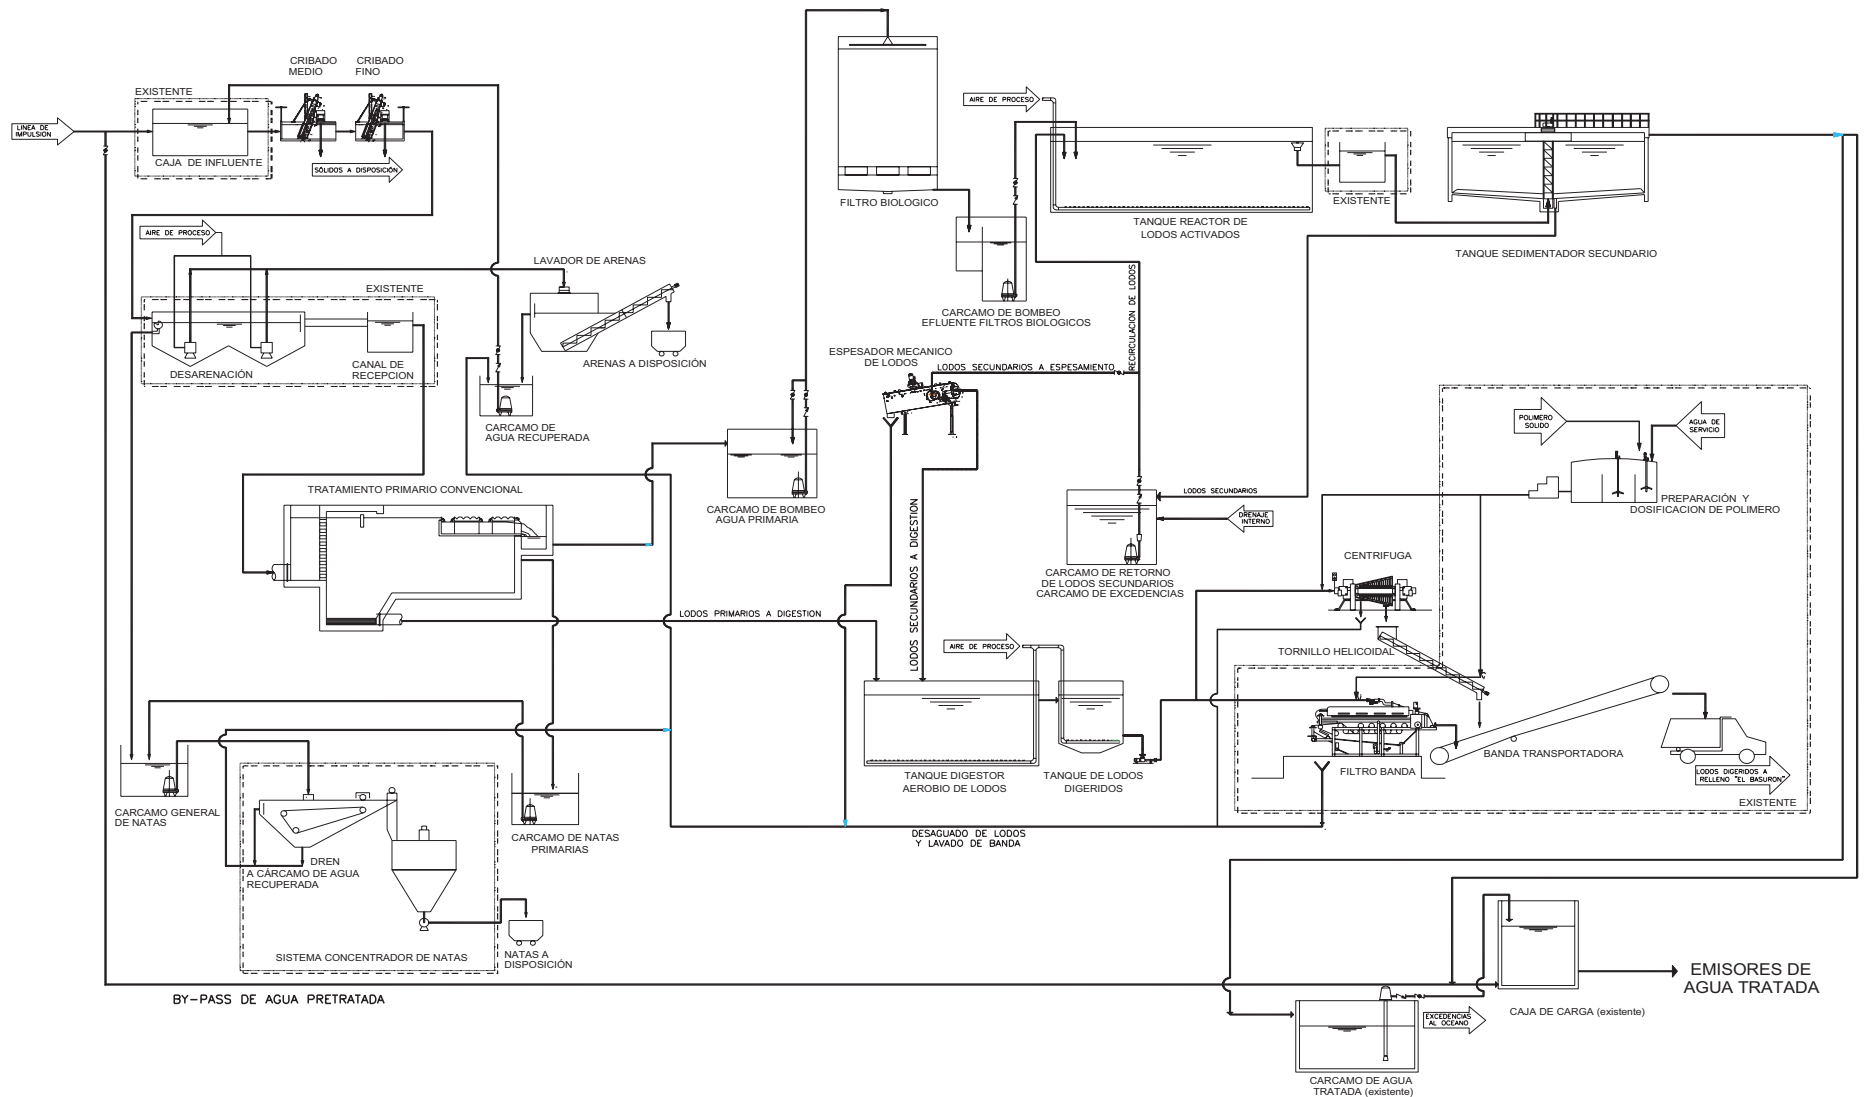 CRIBADO
MEDIO
CRIBADO
FINO
EXISTENTE
LINEA DE
IMPULSION
CAJA DE INFLUENTE
SÓLIDOS A DISPOSICIÓN
AIRE DE PROCESO
EXISTENTE
DESARENACIÓN
CANAL DE
RECEPCION
LAVADOR DE ARENAS
ARENAS A DISPOSICIÓN
CARCAMO DE
AGUA RECUPERADA
FILTRO BIOLOGICO
AIRE DE PROCESO
TANQUE REACTOR DE
LODOS ACTIVADOS
EXISTENTE
TANQUE SEDIMENTADOR SECUNDARIO
CARCAMO DE BOMBEO
EFLUENTE FILTROS BIOLOGICOS
RECIRCULACION DE LODOS
ESPESADOR MECANICO
DE LODOS
LODOS SECUNDARIOS A ESPESAMIENTO
TRATAMIENTO PRIMARIO CONVENCIONAL
CARCAMO DE BOMBEO
AGUA PRIMARIA
LODOS SECUNDARIOS A DIGESTION
LODOS SECUNDARIOS
DRENAJE
INTERNO
CARCAMO DE RETORNO
DE LODOS SECUNDARIOS
CARCAMO DE EXCEDENCIAS
POLIMERO
SOLIDO
AGUA DE
SERVICIO
PREPARACIÓN Y
DOSIFICACION DE POLIMERO
CENTRIFUGA
TORNILLO HELICOIDAL
LODOS PRIMARIOS A DIGESTION
AIRE DE PROCESO
TANQUE DIGESTOR
AEROBIO DE LODOS
TANQUE DE LODOS
DIGERIDOS
FILTRO BANDA
BANDA TRANSPORTADORA
LODOS DIGERIDOS A
RELLENO "EL BASURON"
EXISTENTE
CARCAMO GENERAL
DE NATAS
CARCAMO DE NATAS
PRIMARIAS
DESAGUADO DE LODOS
Y LAVADO DE BANDA
DREN
A CÁRCAMO DE AGUA
RECUPERADA
SISTEMA CONCENTRADOR DE NATAS
NATAS A
DISPOSICIÓN
BY-PASS DE AGUA PRETRATADA
EMISORES DE
AGUA TRATADA
CAJA DE CARGA (existente)
EXCEDENCIAS
AL OCEANO
CARCAMO DE AGUA
TRATADA (existente)